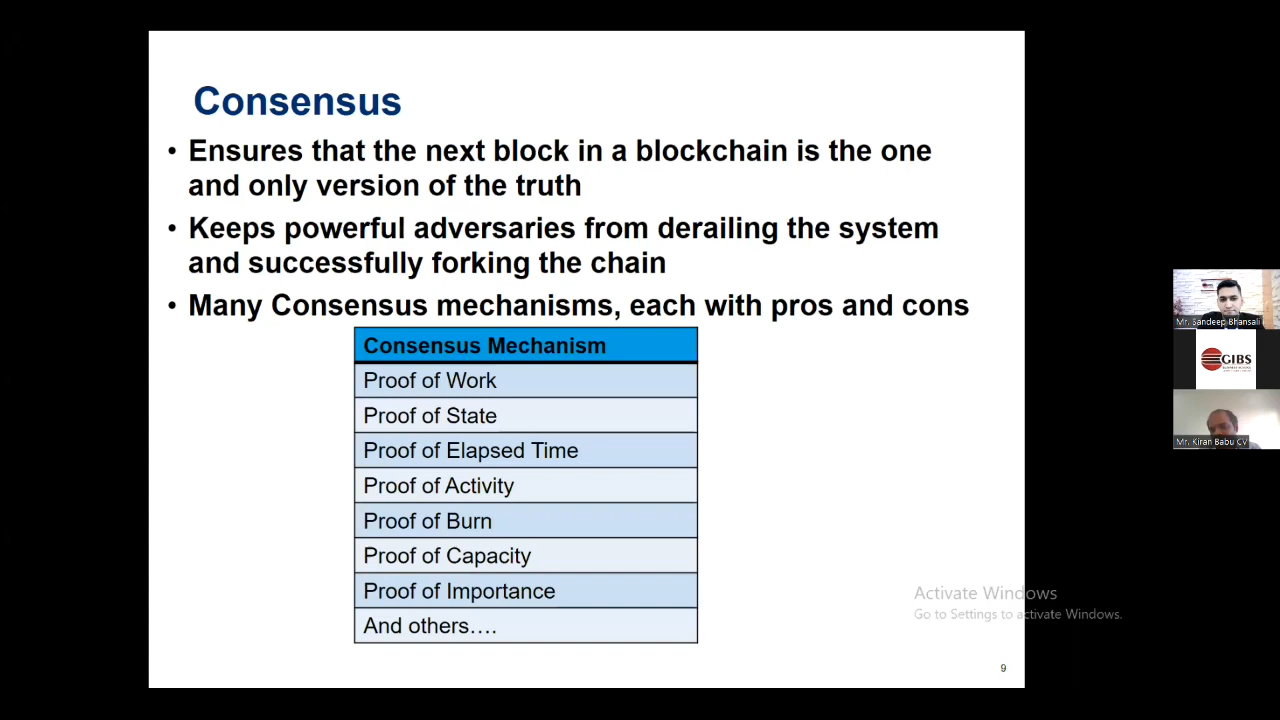 Consensus
• Ensures that the next block in a blockchain is the one
and only version of the truth
• Keeps powerful adversaries from derailing the system
and successfully forking the chain
• Many Consensus mechanisms, each with pros and cons
Consensus Mechanism
Proof of Work
Proof of State
Proof of Elapsed Time
Proof of Activity
Proof of Burn
Proof of Capacity
Proof of Importance
And others….
9
Activate Windows
Go to Settings to activate Windows.
Mr. Sandeep Bhansali
GIBS
Mr. Kiran Babu CV